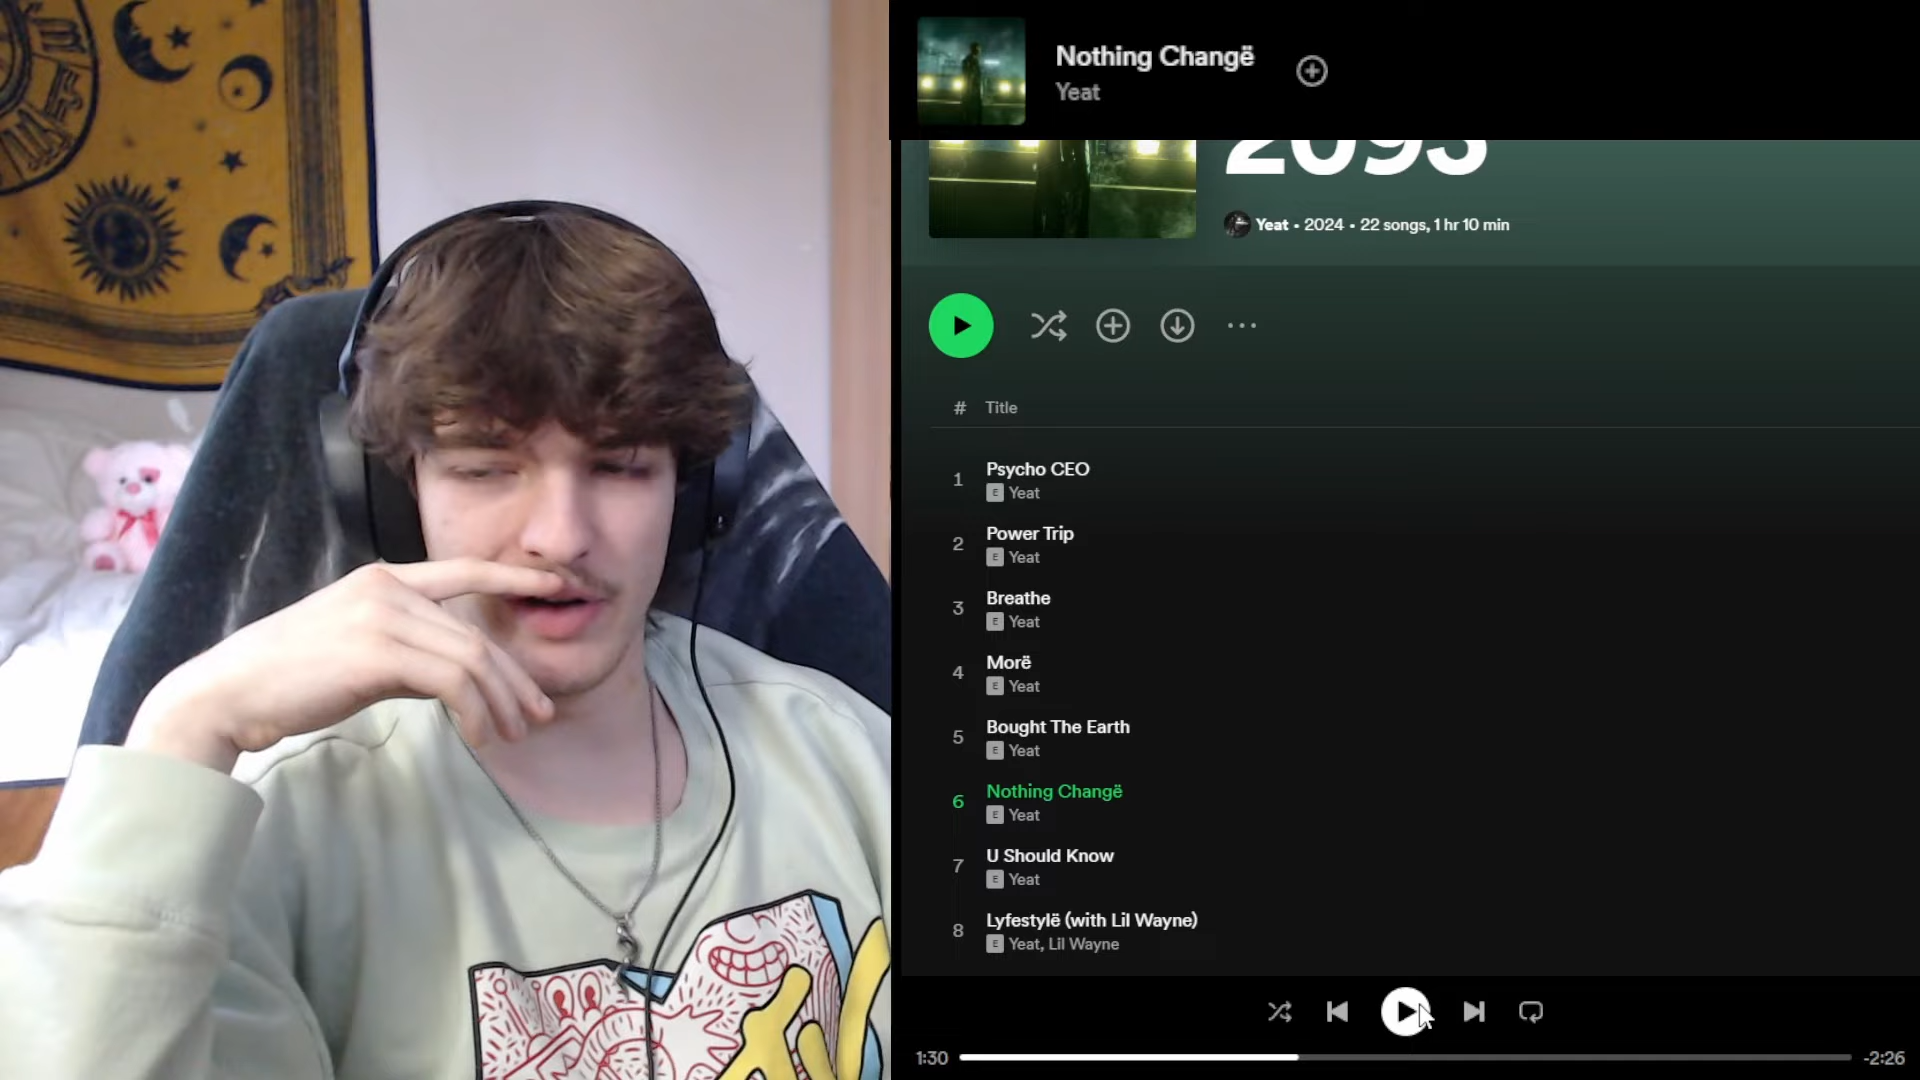 Nothing Changë
Yeat
2093
Yeat • 2024 • 22 songs, 1 hr 10 min
# Title
1 Psycho CEO
E Yeat
2 Power Trip
E Yeat
3 Breathe
E Yeat
4 Morë
E Yeat
5 Bought The Earth
E Yeat
6 Nothing Changë
E Yeat
7 U Should Know
E Yeat
8 Lyfestylë (with Lil Wayne)
E Yeat, Lil Wayne
1:30
-2:26